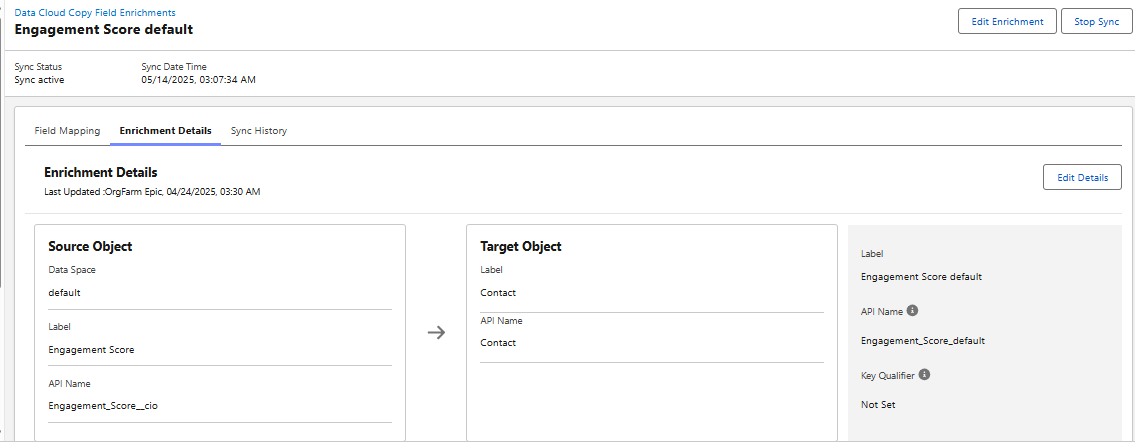 Data Cloud Copy Field Enrichments
Engagement Score default
Edit Enrichment
Stop Sync
Sync Status
Sync Date Time
Sync active
05/14/2025, 03:07:34 AM
Field Mapping
Enrichment Details
Sync History
Enrichment Details
Last Updated :OrgFarm Epic, 04/24/2025, 03:30 AM
Edit Details
Source Object
Data Space
default
Label
Engagement Score
API Name
Engagement_Score__cio
Target Object
Label
Contact
API Name
Contact
Label
Engagement Score default
API Name
Engagement_Score_default
Key Qualifier
Not Set